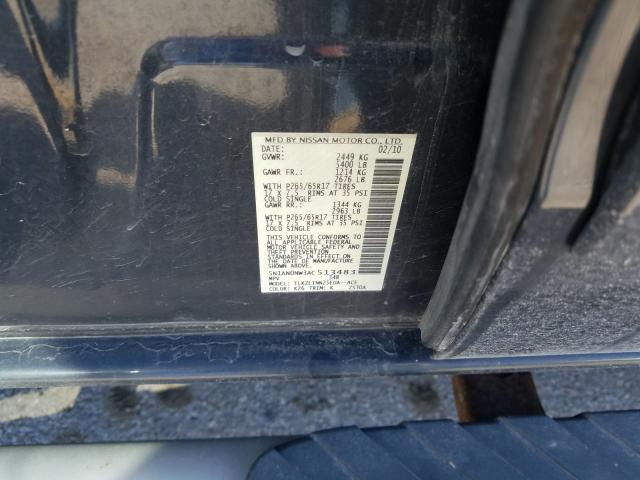 MFD BY NISSAN MOTOR CO., LTD.
DATE: 02/10
GVWR: 2449 KG
5400 LB
GAWR FR.: 1214 KG
2676 LB
WITH P265/65R17 TIRES
17 X 7.5 RIMS AT 35 PSI
COLD SINGLE
GAWR RR.: 1344 KG
2963 LB
WITH P265/65R17 TIRES
17 X 7.5 RIMS AT 35 PSI
COLD SINGLE
THIS VEHICLE CONFORMS TO
ALL APPLICABLE FEDERAL
MOTOR VEHICLE SAFETY
STANDARDS IN EFFECT ON
THE DATE OF MANUFACTURE
SHOWN ABOVE.
5N1AN0NW3AC513483
MPV 348
MODEL:
COLOR: K26 TRIM: K